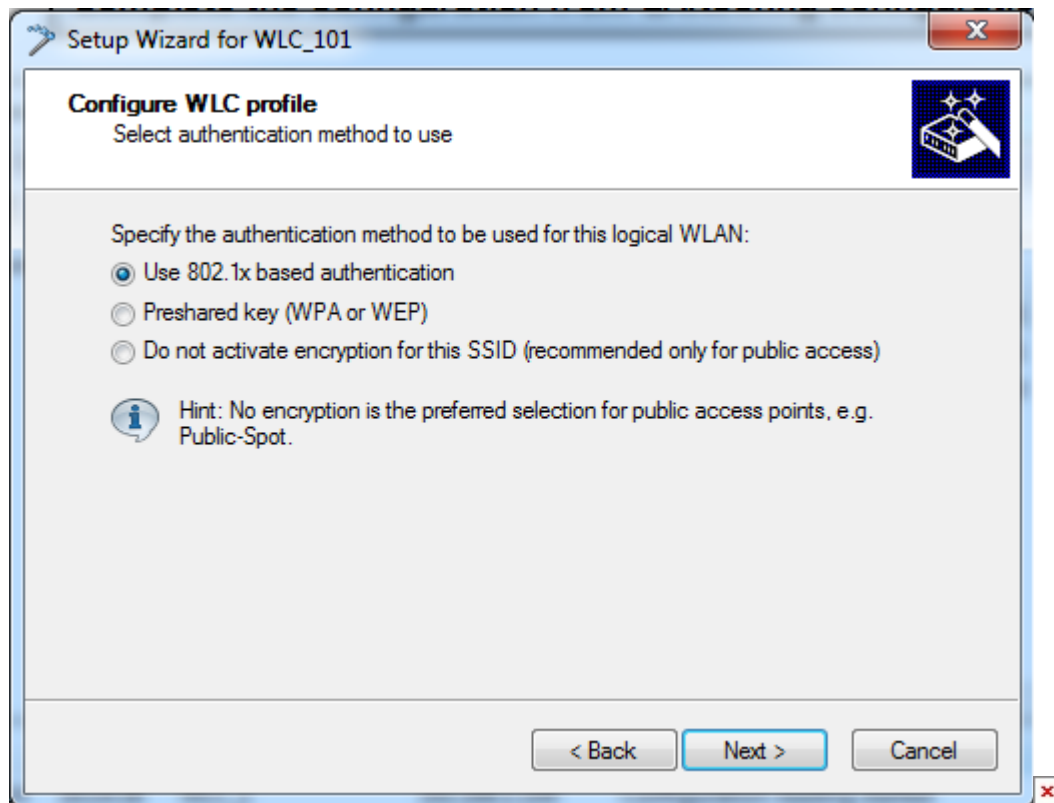 Setup Wizard for WLC_101
Configure WLC profile
Select authentication method to use
Specify the authentication method to be used for this logical WLAN:
Use 802.1x based authentication
Preshared key (WPA or WEP)
Do not activate encryption for this SSID (recommended only for public access)
Hint: No encryption is the preferred selection for public access points, e.g.
Public-Spot.
< Back
Next >
Cancel